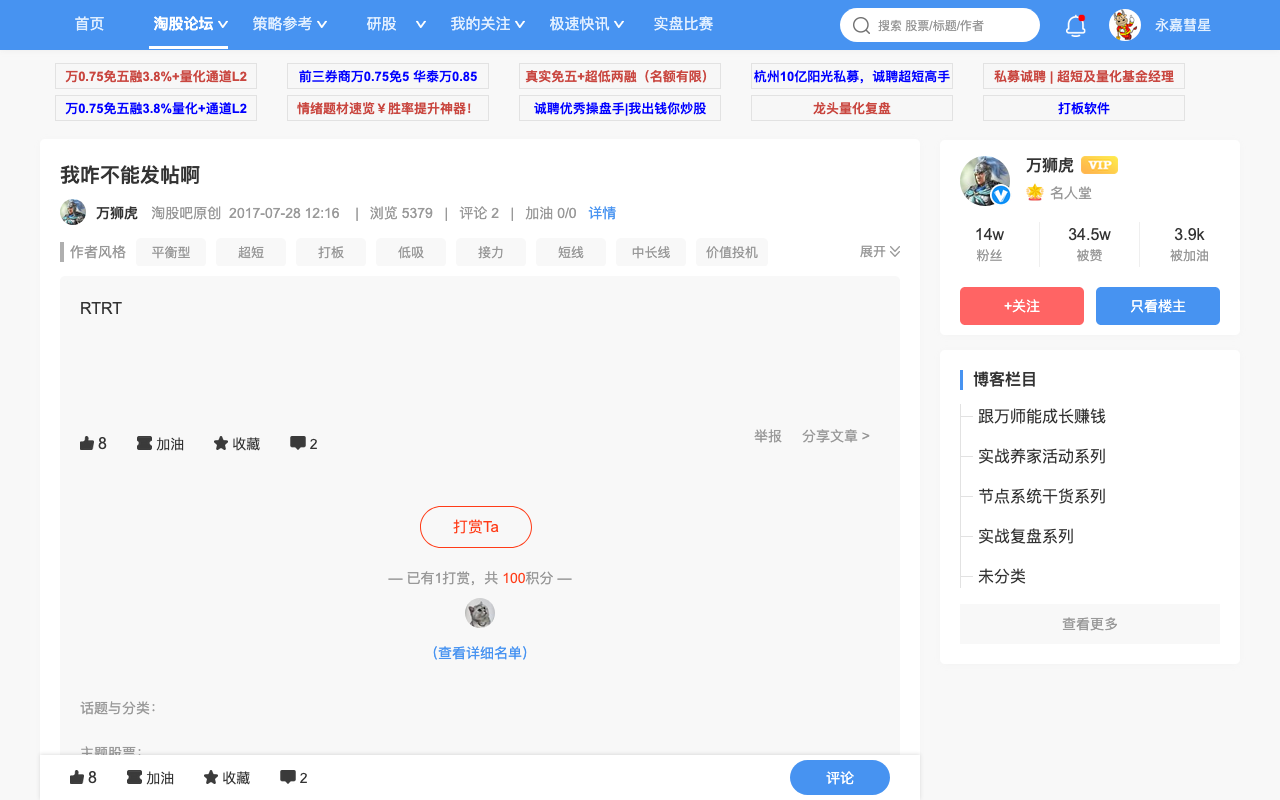 首页 淘股论坛 策略参考 研股 我的关注 极速快讯 实盘比赛 搜索 股票/标题/作者 永嘉彗星
万0.75免五融3.8%+量化通道L2 前三券商万0.75免5 华泰万0.85 真实免五+超低两融（名额有限） 杭州10亿阳光私募，诚聘超短高手 私募诚聘 | 超短及量化基金经理
万0.75免五融3.8%量化+通道L2 情绪题材速览￥胜率提升神器！ 诚聘优秀操盘手|我出钱你炒股 龙头量化复盘 打板软件
我咋不能发帖啊
万狮虎 淘股吧原创 2017-07-28 12:16 | 浏览 5379 | 评论 2 | 加油 0/0 详情
作者风格 平衡型 超短 打板 低吸 接力 短线 中长线 价值投机 展开
RTRT
8 加油 收藏 2 举报 分享文章 >
打赏Ta
— 已有1打赏，共 100积分 —
（查看详细名单）
话题与分类：
主题股票：
8 加油 收藏 2 评论
万狮虎 VIP
名人堂
14w 34.5w 3.9k
粉丝 被赞 被加油
+关注 只看楼主
博客栏目
跟万师能成长赚钱
实战养家活动系列
节点系统干货系列
实战复盘系列
未分类
查看更多